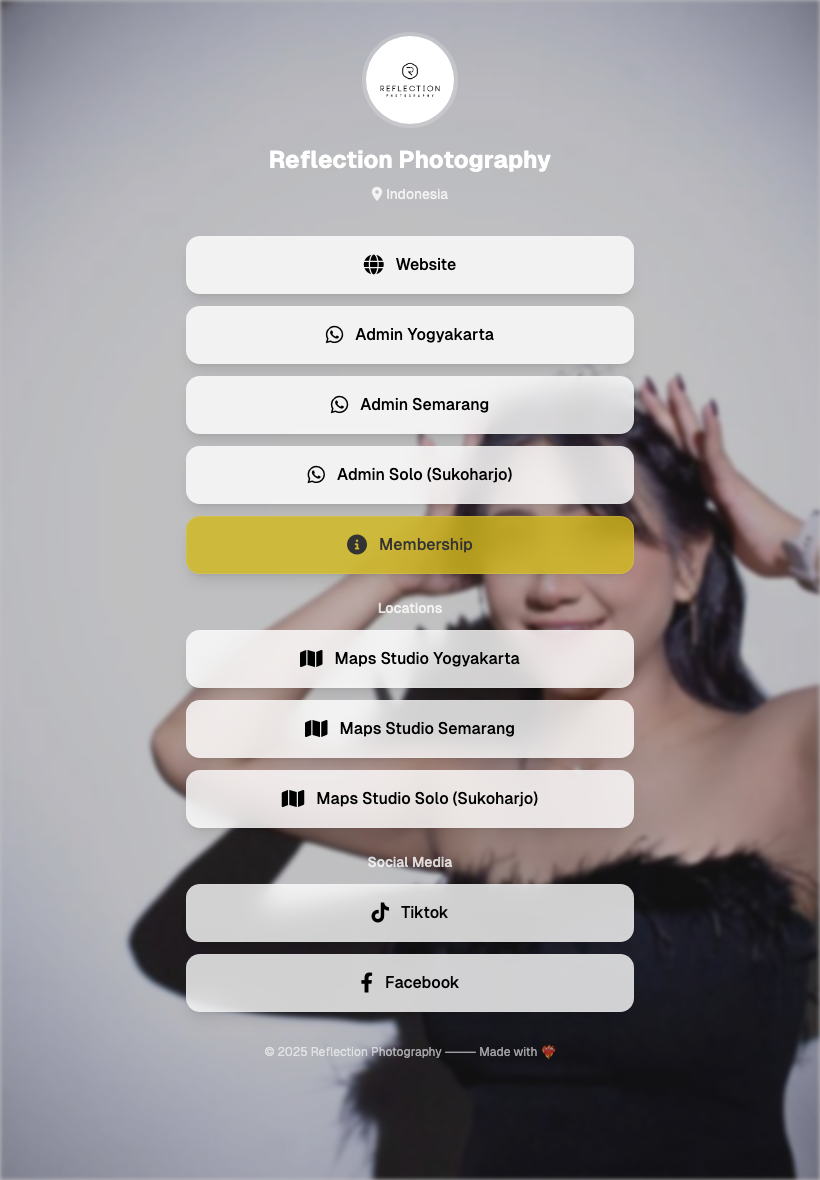 REFLECTION
PHOTOGRAPHY
Reflection Photography
Indonesia
Website
Admin Yogyakarta
Admin Semarang
Admin Solo (Sukoharjo)
Membership
Locations
Maps Studio Yogyakarta
Maps Studio Semarang
Maps Studio Solo (Sukoharjo)
Social Media
Tiktok
Facebook
© 2025 Reflection Photography ——— Made with ❤️‍🔥